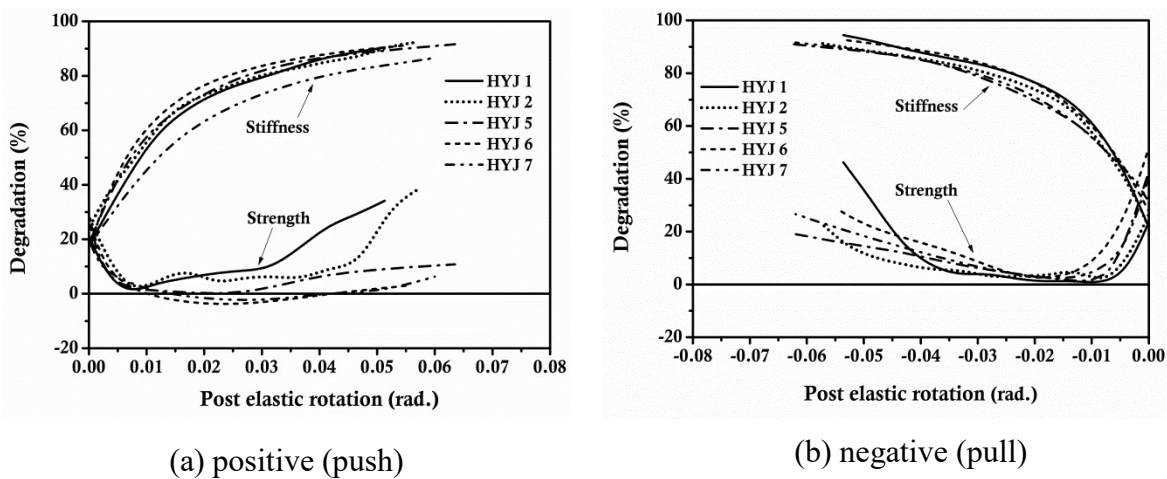 100
80
60
40
20
0
-20
Degradation (%)
HYJ 1
HYJ 2
HYJ 5
HYJ 6
HYJ 7
Stiffness
Strength
0.00 0.01 0.02 0.03 0.04 0.05 0.06 0.07 0.08
Post elastic rotation (rad.)
(a) positive (push)
100
80
60
40
20
0
-20
Degradation (%)
HYJ 1
HYJ 2
HYJ 5
HYJ 6
HYJ 7
Stiffness
Strength
-0.08 -0.07 -0.06 -0.05 -0.04 -0.03 -0.02 -0.01 0.00
Post elastic rotation (rad.)
(b) negative (pull)